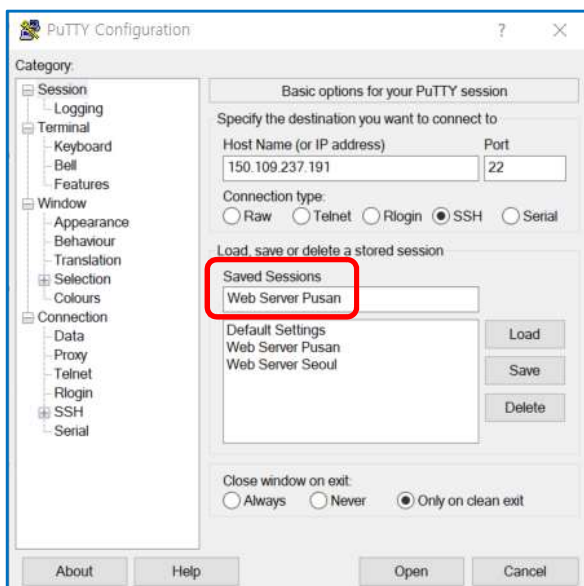 PuTTY Configuration
? ×
Category:
Session
Logging
Terminal
Keyboard
Bell
Features
Window
Appearance
Behaviour
Translation
Selection
Colours
Connection
Data
Proxy
Telnet
Rlogin
SSH
Serial
Basic options for your PuTTY session
Specify the destination you want to connect to
Host Name (or IP address) Port
150.109.237.191 22
Connection type:
Raw Telnet Rlogin SSH Serial
Load, save or delete a stored session
Saved Sessions
Web Server Pusan
Default Settings
Web Server Pusan
Web Server Seoul
Load
Save
Delete
Close window on exit:
Always Never Only on clean exit
About Help Open Cancel